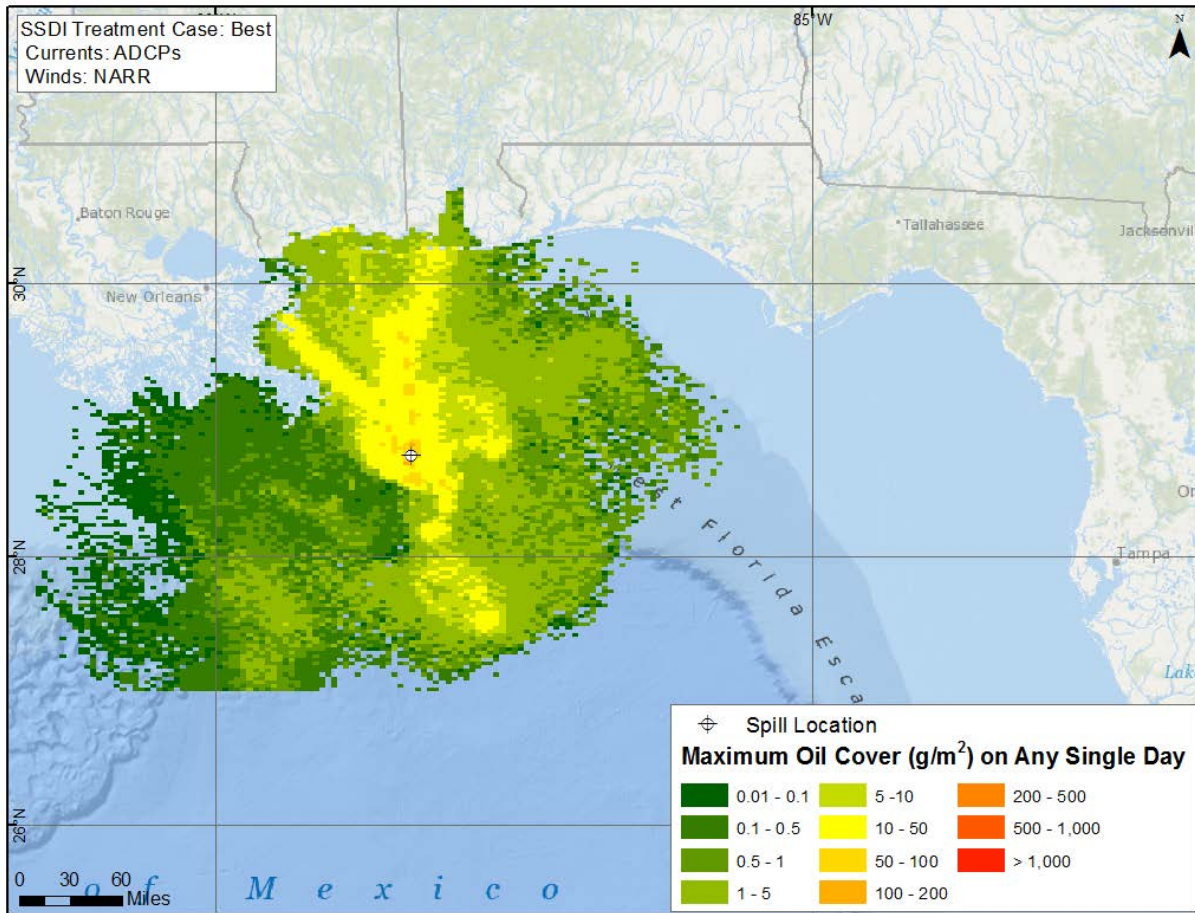 SSDI Treatment Case: Best
Currents: ADCPs
Winds: NARR
85°W
N
Baton Rouge
Tallahassee
Jacksonvil
30°N
New Orleans
28°N
est Florida Esca
Tampa
Or
Lake
26°N
of Mexico
0 30 60
Miles
Spill Location
Maximum Oil Cover (g/m²) on Any Single Day
0.01 - 0.1
0.1 - 0.5
0.5 - 1
1 - 5
5 -10
10 - 50
50 - 100
100 - 200
200 - 500
500 - 1,000
> 1,000